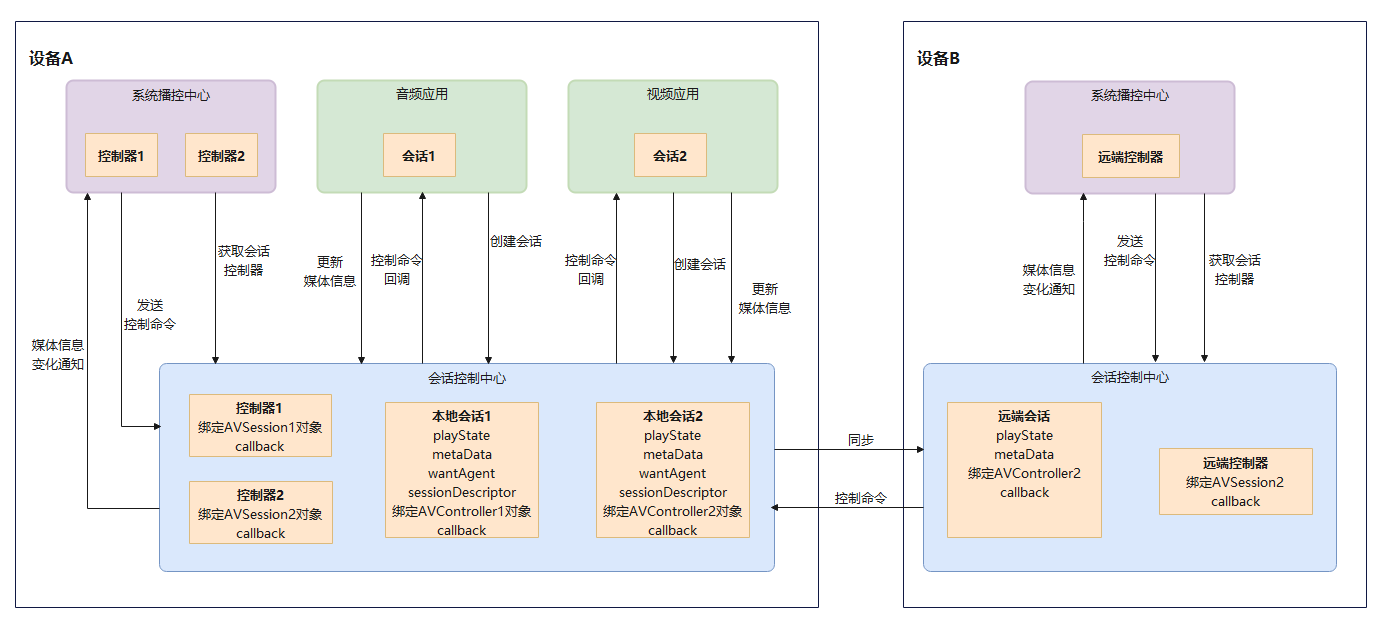 设备A
系统播控中心
控制器1
控制器2
音频应用
会话1
视频应用
会话2
媒体信息
变化通知
发送
控制命令
获取会话
控制器
更新
媒体信息
控制命令
回调
创建会话
控制命令
回调
创建会话
更新
媒体信息
会话控制中心
控制器1
绑定AVSession1对象
callback
控制器2
绑定AVSession2对象
callback
本地会话1
playState
metaData
wantAgent
sessionDescriptor
绑定AVController1对象
callback
本地会话2
playState
metaData
wantAgent
sessionDescriptor
绑定AVController2对象
callback
同步
控制命令
设备B
系统播控中心
远端控制器
媒体信息
变化通知
发送
控制命令
获取会话
控制器
会话控制中心
远端会话
playState
metaData
绑定AVController2
callback
远端控制器
绑定AVSession2
callback